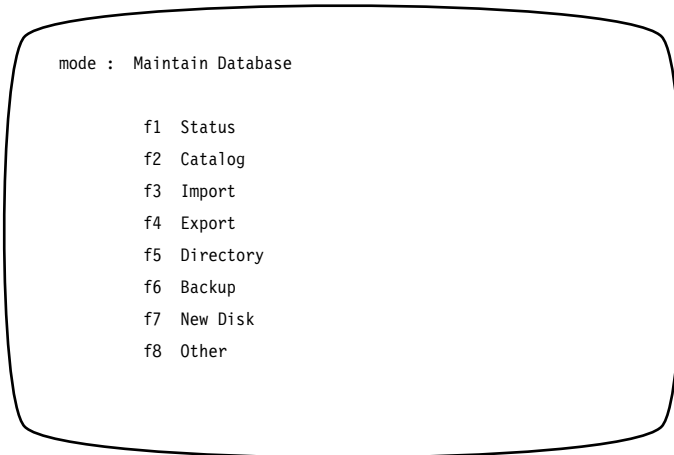 mode : Maintain Database
f1 Status
f2 Catalog
f3 Import
f4 Export
f5 Directory
f6 Backup
f7 New Disk
f8 Other